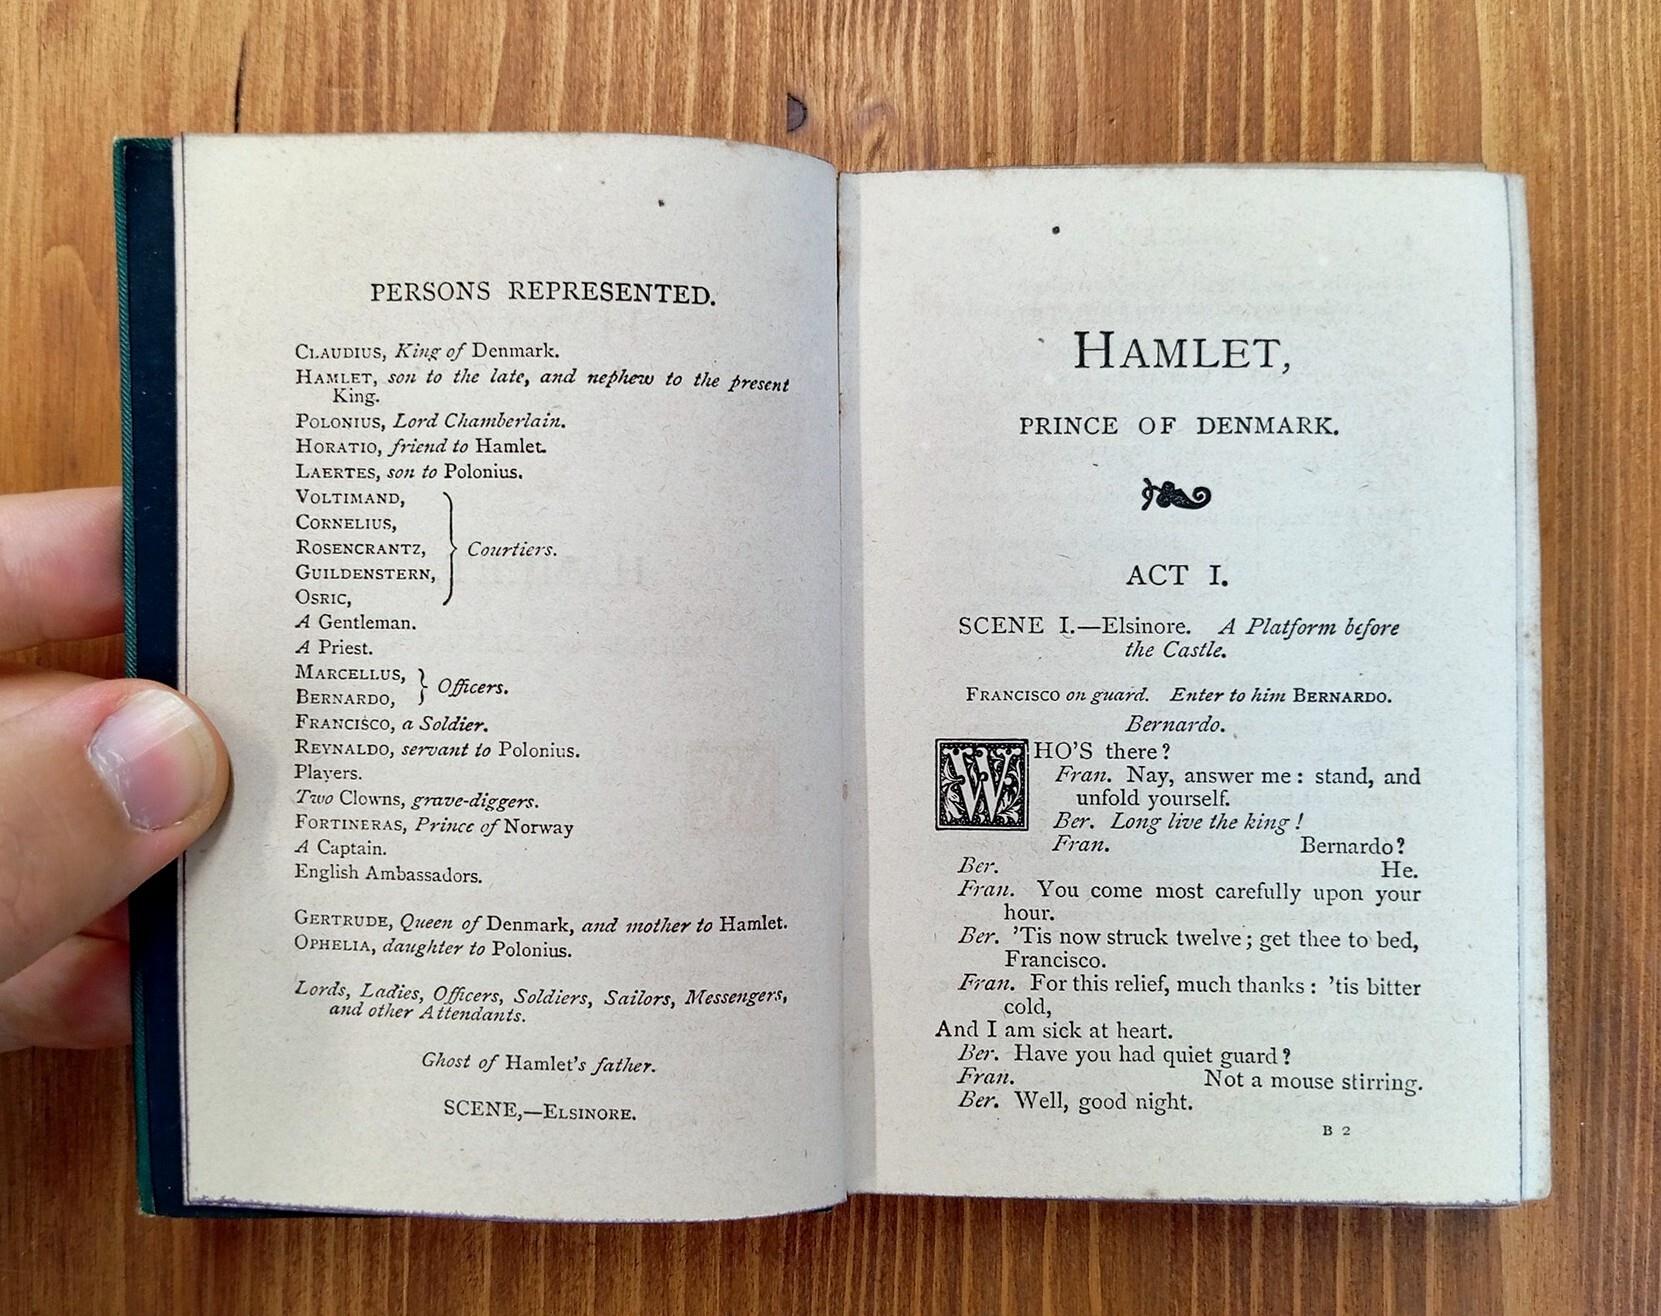 PERSONS REPRESENTED.
CLAUDIUS, King of Denmark.
HAMLET, son to the late, and nephew to the present
King.
POLONIUS, Lord Chamberlain.
HORATIO, friend to Hamlet.
LAERTES, son to Polonius.
VOLTIMAND,
CORNELIUS,
ROSENCRANTZ,
GUILDENSTERN,
OSRIC,
Courtiers.
A Gentleman.
A Priest.
MARCELLUS,
BERNARDO,
Officers.
FRANCISCO, a Soldier.
REYNALDO, servant to Polonius.
Players.
Two Clowns, grave-diggers.
FORTINERAS, Prince of Norway
A Captain.
English Ambassadors.
GERTRUDE, Queen of Denmark, and mother to Hamlet.
OPHELIA, daughter to Polonius.
Lords, Ladies, Officers, Soldiers, Sailors, Messengers,
and other Attendants.
Ghost of Hamlet's father.
SCENE,—ELSINORE.
HAMLET,
PRINCE OF DENMARK.
ACT I.
SCENE I.—Elsinore. A Platform before
the Castle.
FRANCISCO on guard. Enter to him BERNARDO.
Bernardo.
WHO'S there?
Fran. Nay, answer me: stand, and
unfold yourself.
Ber. Long live the king!
Fran. Bernardo?
Ber. He.
Fran. You come most carefully upon your
hour.
Ber. 'Tis now struck twelve; get thee to bed,
Francisco.
Fran. For this relief, much thanks: 'tis bitter
cold,
And I am sick at heart.
Ber. Have you had quiet guard?
Fran. Not a mouse stirring.
Ber. Well, good night.
B 2